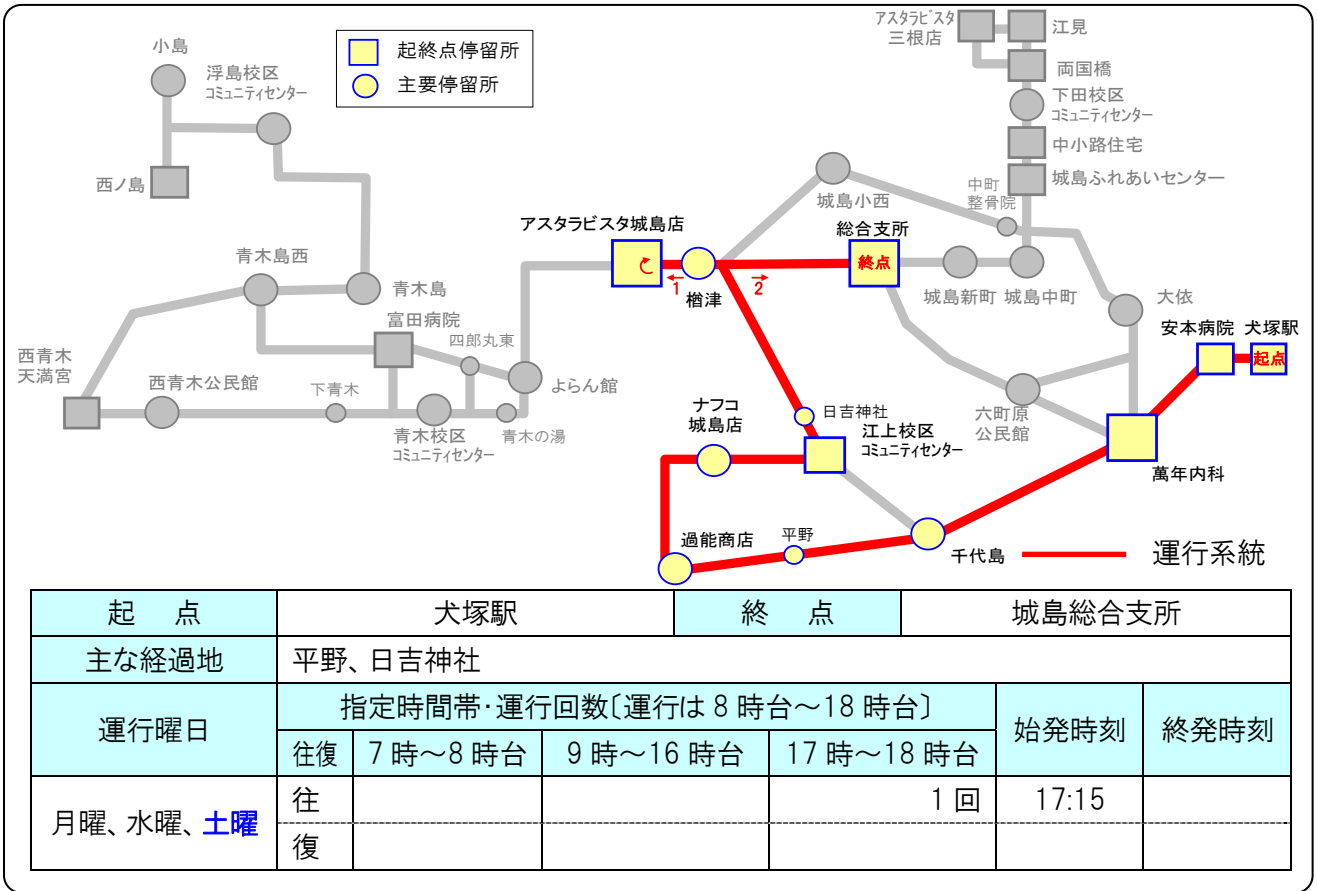 アスタラビスタ
三根店
江見
小島
浮島校区
コミュニティセンター
起終点停留所
主要停留所
両国橋
下田校区
コミュニティセンター
中小路住宅
西ノ島
城島小西
中町
整骨院
城島ふれあいセンター
アスタラビスタ城島店
総合支所
青木島西
終点
1
2
楢津
青木島
城島新町
城島中町
大依
富田病院
四郎丸東
安本病院
犬塚駅
起点
西青木
天満宮
西青木公民館
下青木
よらん館
ナフコ
城島店
日吉神社
江上校区
コミュニティセンター
六町原
公民館
青木校区
コミュニティセンター
青木の湯
萬年内科
過能商店
平野
千代島
運行系統
起 点 犬塚駅 終 点 城島総合支所
主な経過地 平野、日吉神社
運行曜日 指定時間帯・運行回数〔運行は8時台～18時台〕 始発時刻 終発時刻
往復 7時～8時台 9時～16時台 17時～18時台
月曜、水曜、土曜 往 1回 17:15
復